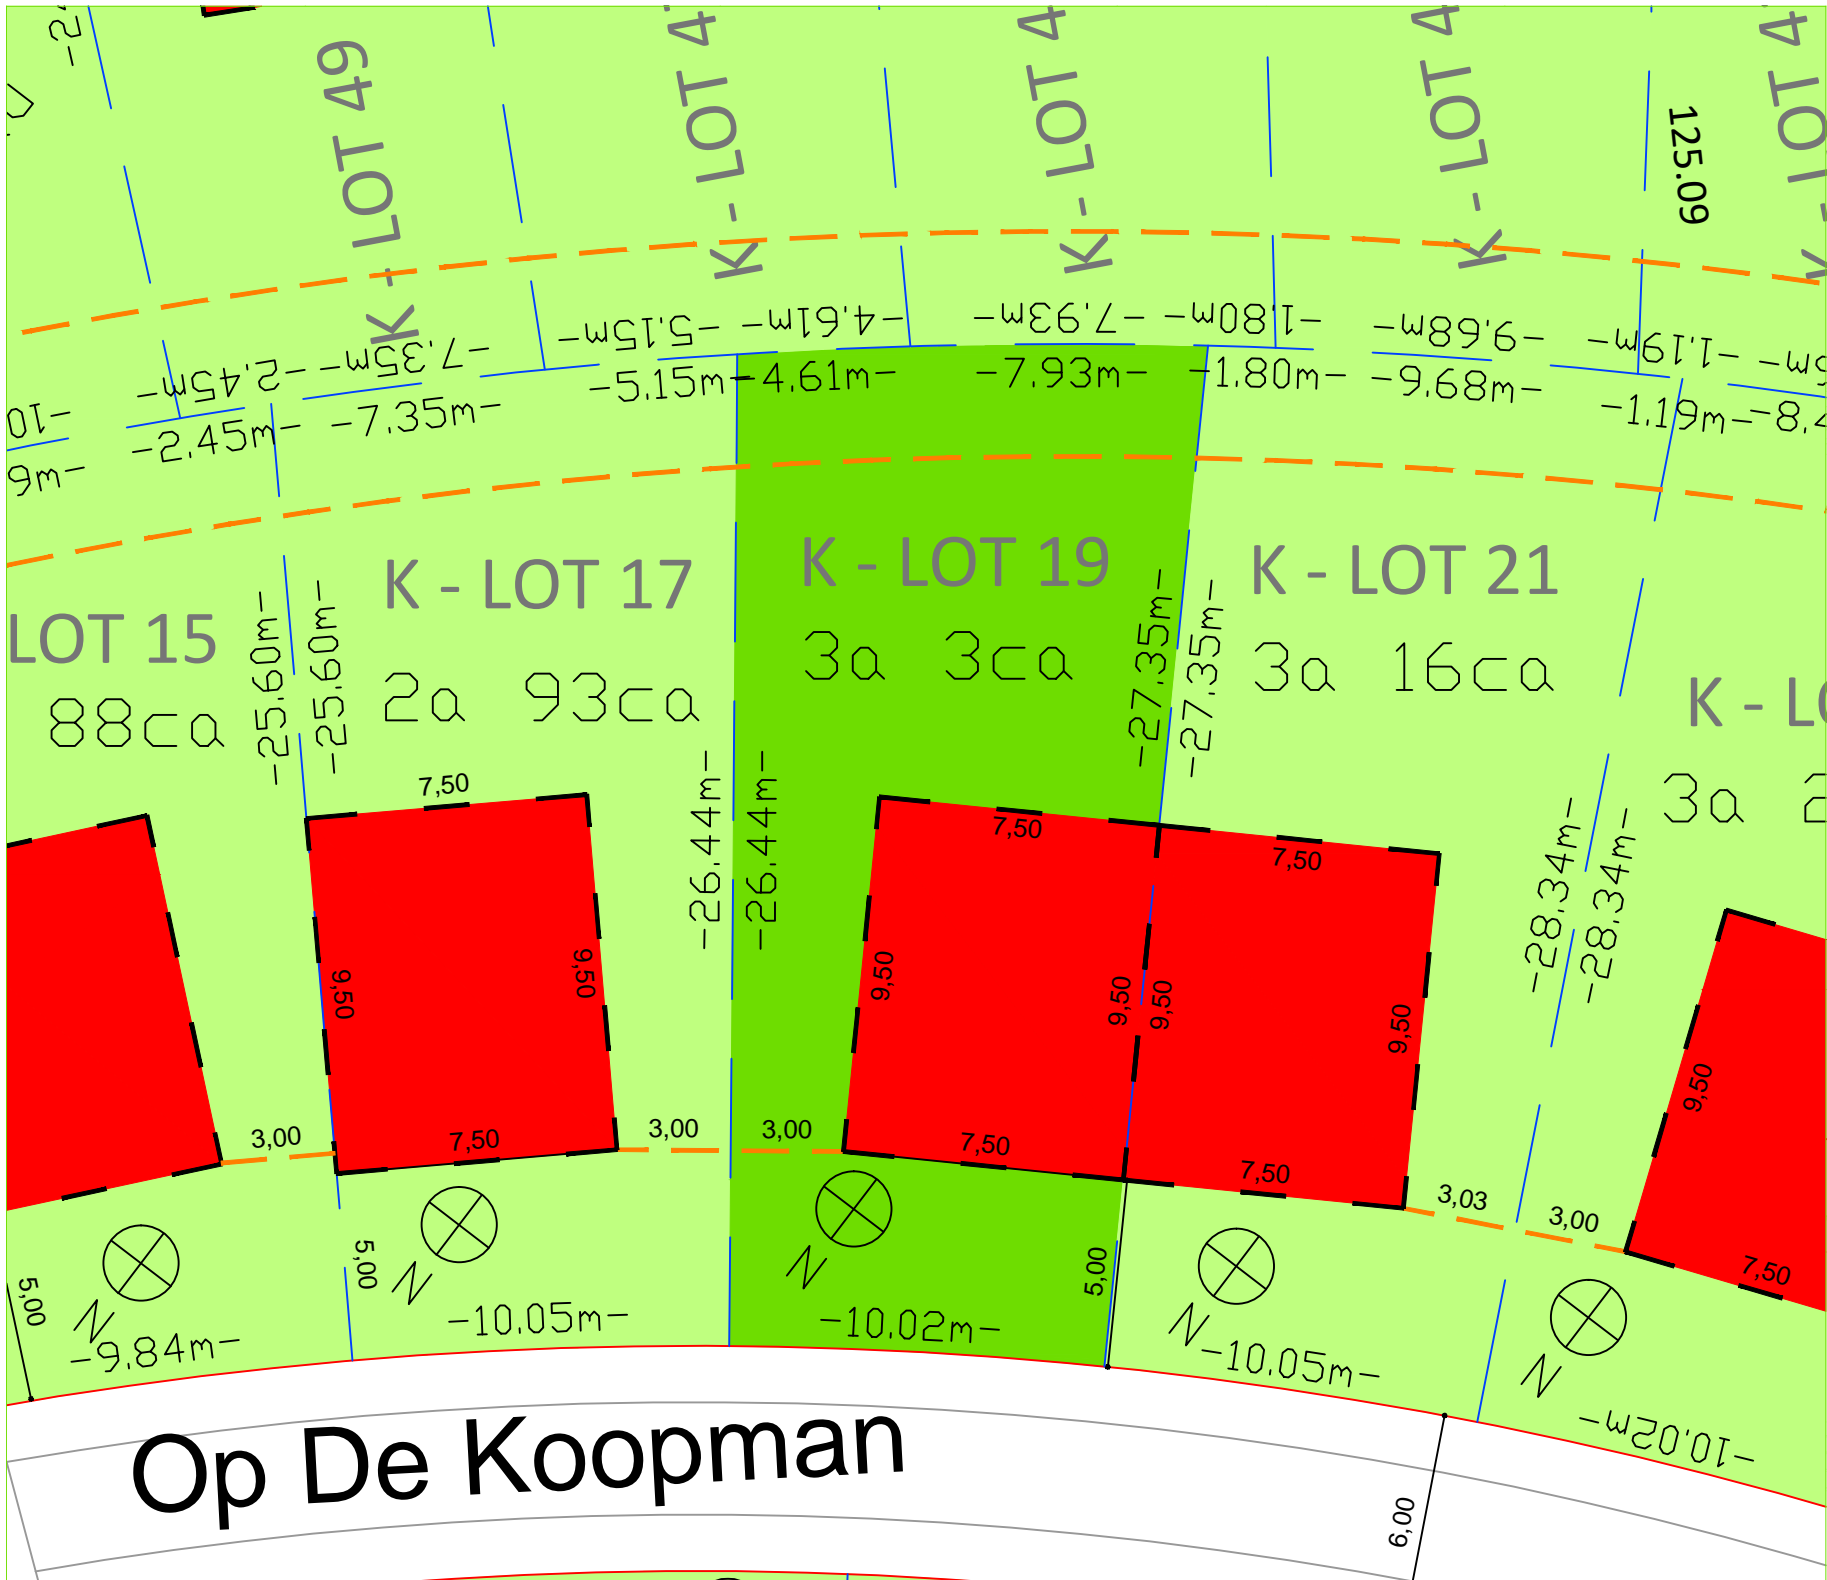 K - LOT 49
K - LOT 4
K - LOT 4
K - LOT 4
LOT 4
125.09
-2.45m-
-7.35m-
-5.15m-
-4.61m-
-7.93m-
-1.80m-
-9.68m-
-1.19m-
-10
9m-
-2.45m-
-7.35m-
-5.15m-
-4.61m-
-7.93m-
-1.80m-
-9.68m-
-1.19m-
LOT 15
88ca
-25.60m-
-25.60m-
K - LOT 17
2a 93ca
K - LOT 19
3a 3ca
-27.35m-
-27.35m-
K - LOT 21
3a 16ca
K - LO
3a 2
-26.44m-
-26.44m-
-28.34m-
-28.34m-
7,50
9,50
9,50
7,50
7,50
9,50
9,50
7,50
7,50
9,50
9,50
7,50
9,50
7,50
3,00
3,00
3,00
3,03
3,00
5,00
5,00
5,00
N
N
N
N
N
-9.84m-
-10.05m-
-10.02m-
-10.05m-
-10.02m-
Op De Koopman
6,00